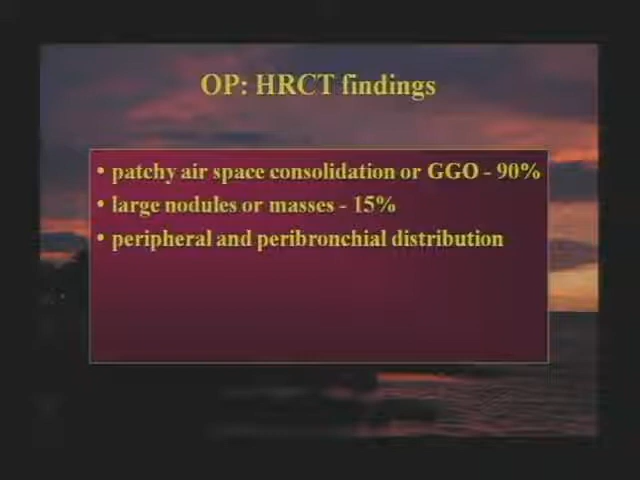 OP: HRCT findings
• patchy air space consolidation or GGO - 90%
• large nodules or masses - 15%
• peripheral and peribronchial distribution